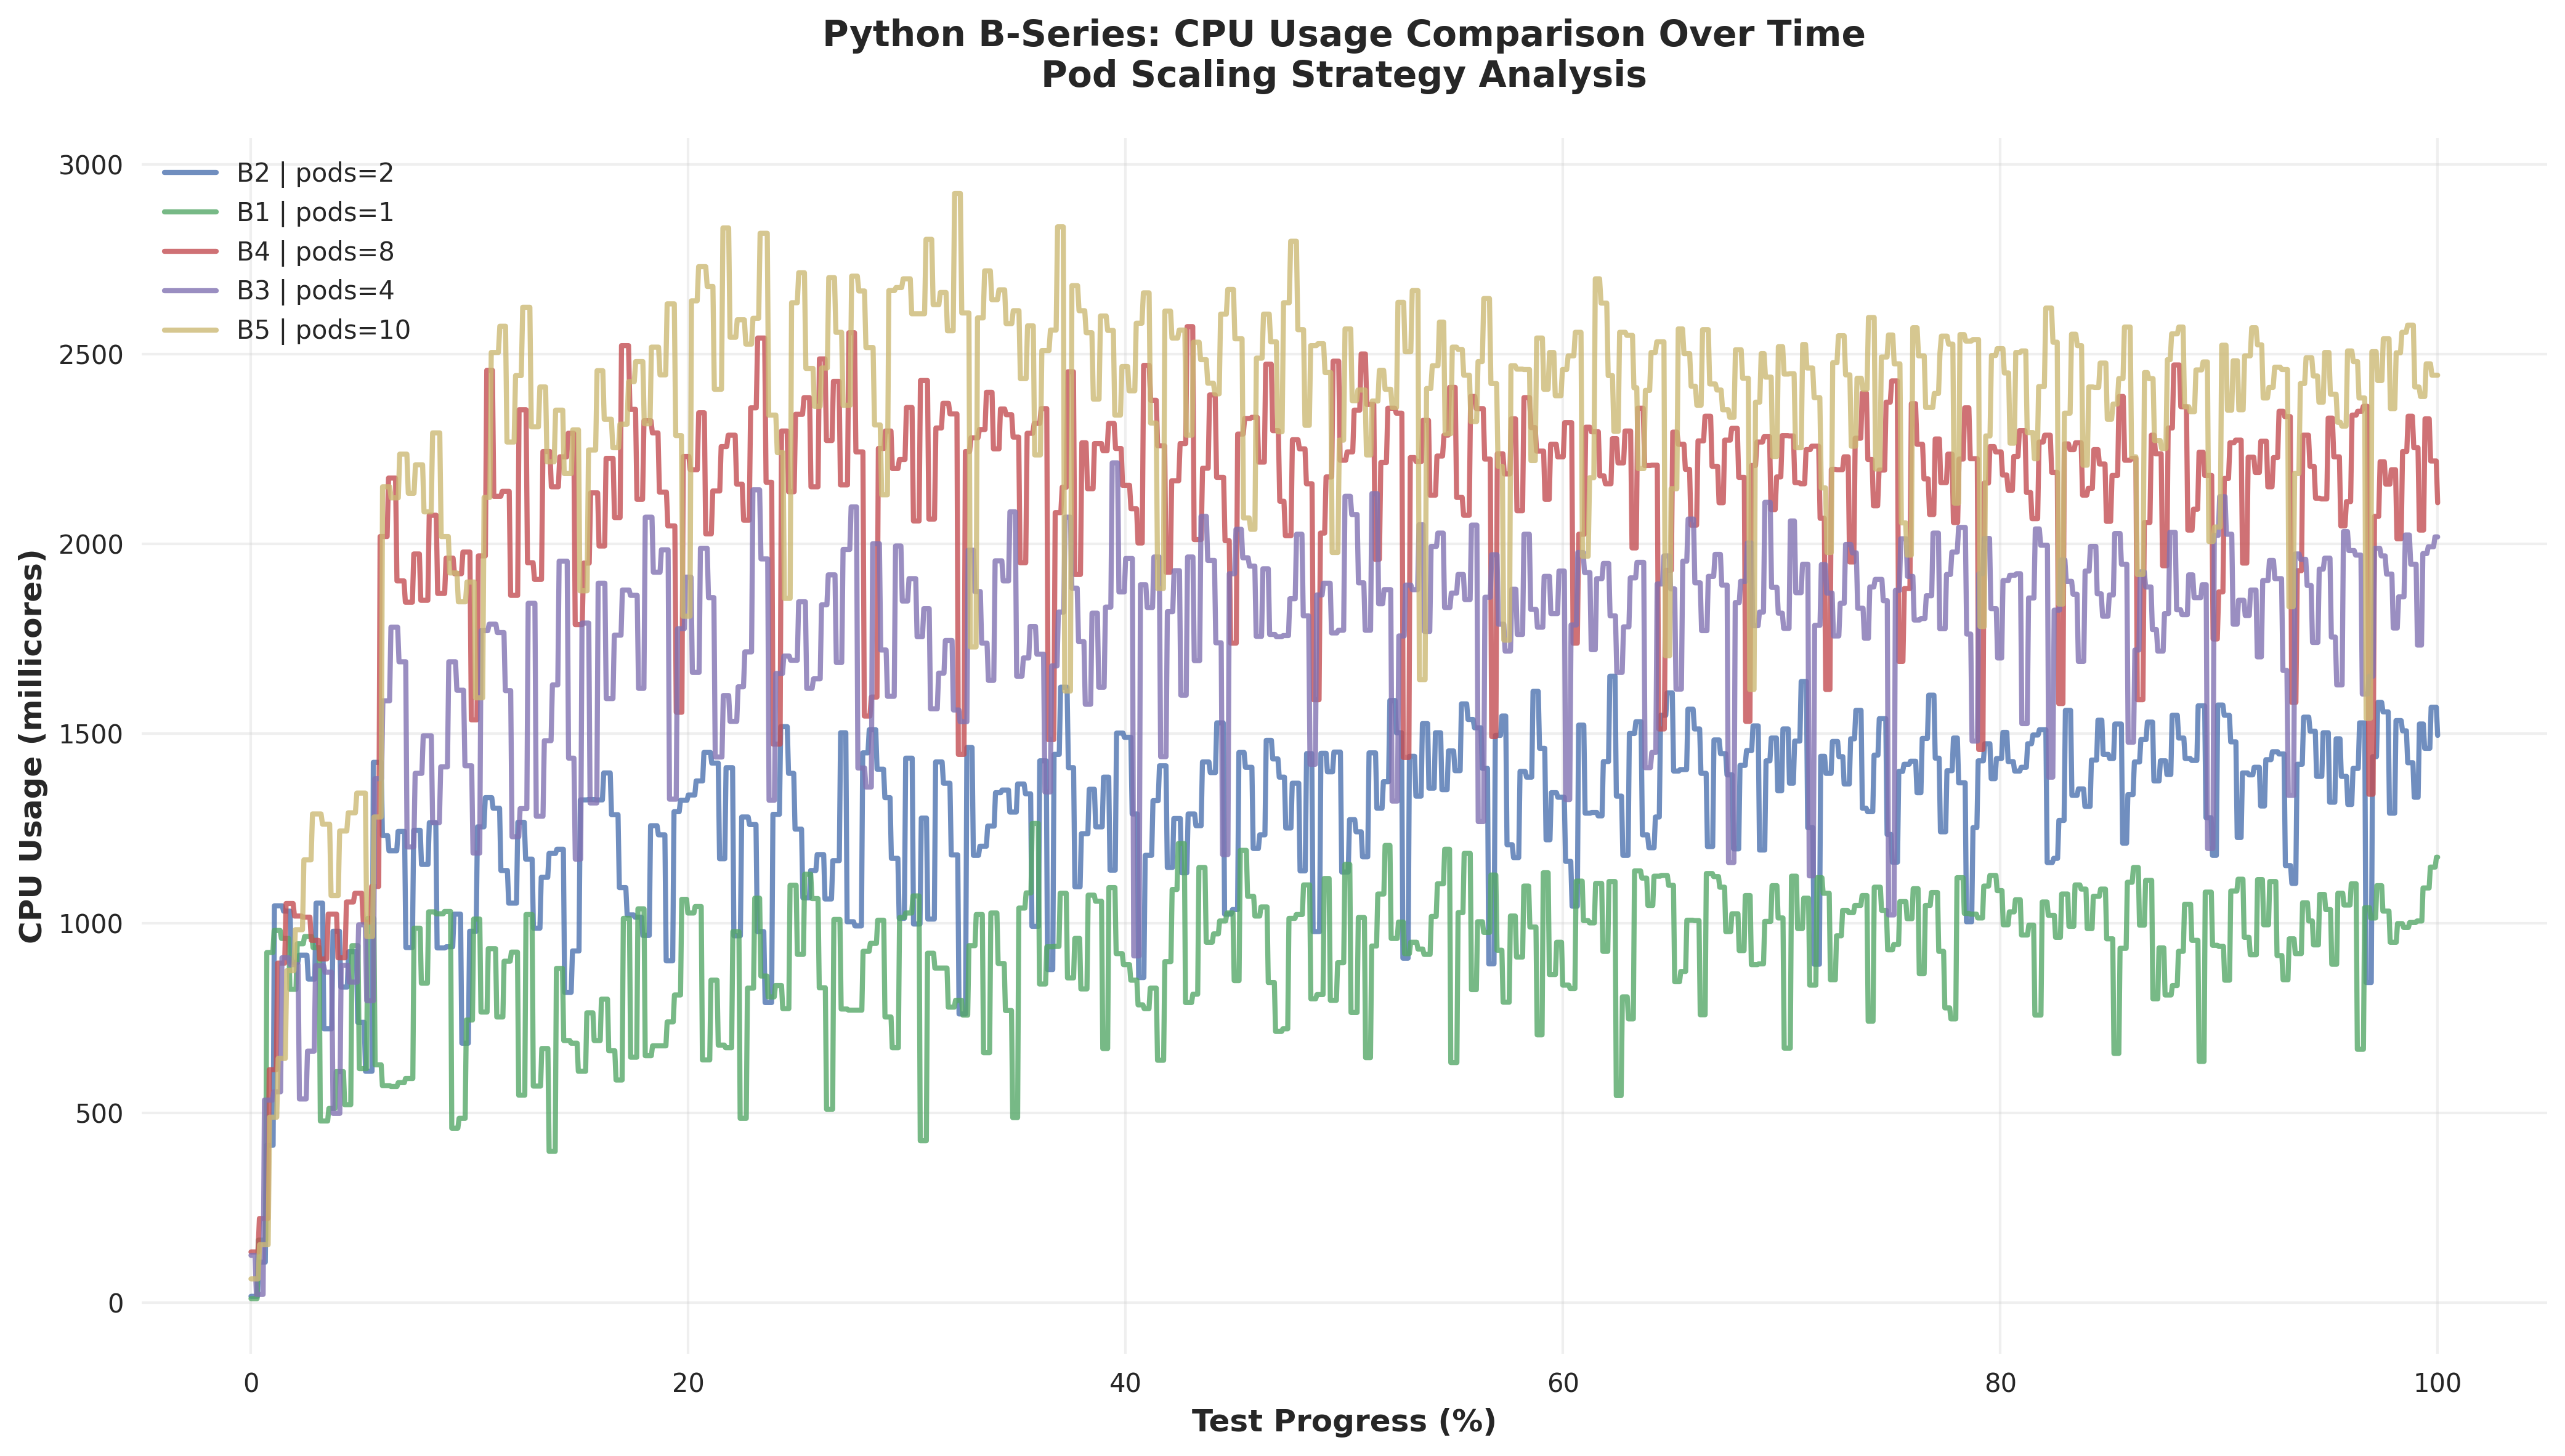 Python B-Series: CPU Usage Comparison Over Time
Pod Scaling Strategy Analysis
3000
2500
2000
1500
1000
500
0
CPU Usage (millicores)
B2 | pods=2
B1 | pods=1
B4 | pods=8
B3 | pods=4
B5 | pods=10
0
20
40
60
80
100
Test Progress (%)